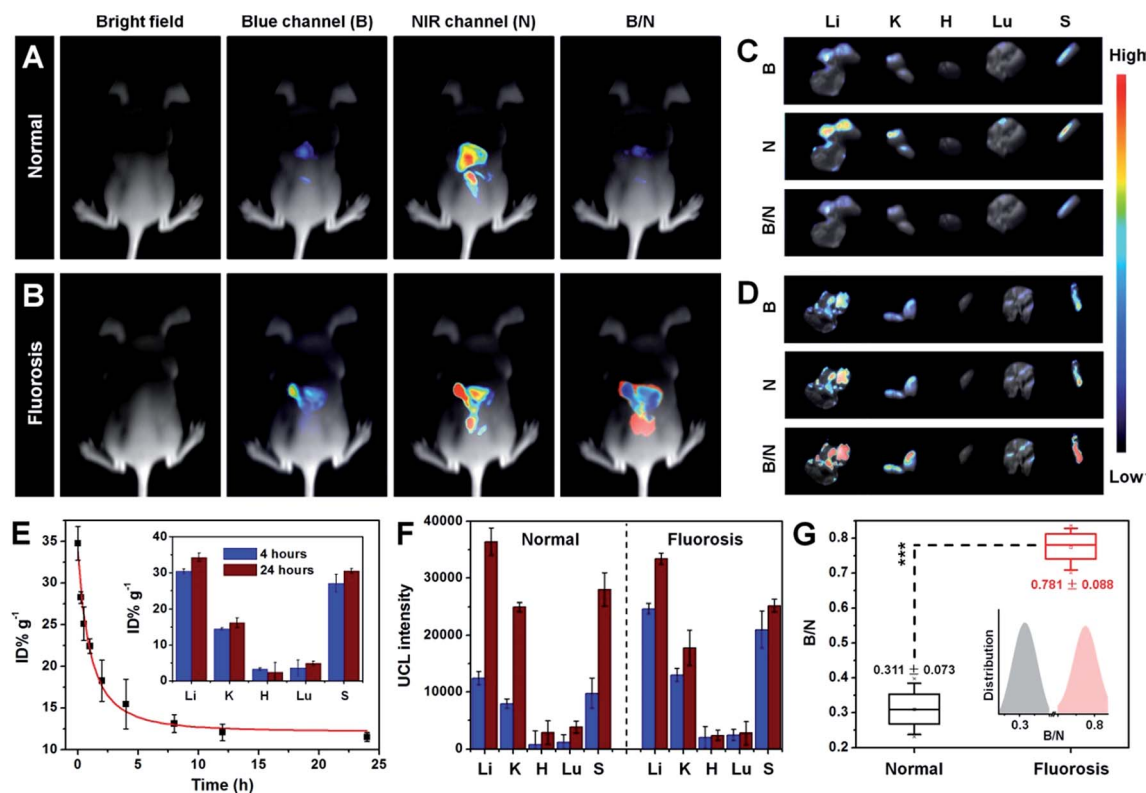 Bright field Blue channel (B) NIR channel (N) B/N
A
Normal
B
Fluorosis
C
Li K H Lu S
B
N
B/N
D
B
N
B/N
High
Low
E
ID% g⁻¹
35
30
25
20
15
10
0 5 10 15 20 25
Time (h)
ID% g⁻¹
40
30
20
10
0
4 hours
24 hours
Li K H Lu S
F
UCL intensity
40000
30000
20000
10000
0
Normal Fluorosis
Li K H Lu S Li K H Lu S
G
B/N
0.9
0.8
0.7
0.6
0.5
0.4
0.3
0.2
***
0.781 ± 0.088
0.311 ± 0.073
Distribution
0.3 0.8
B/N
Normal Fluorosis